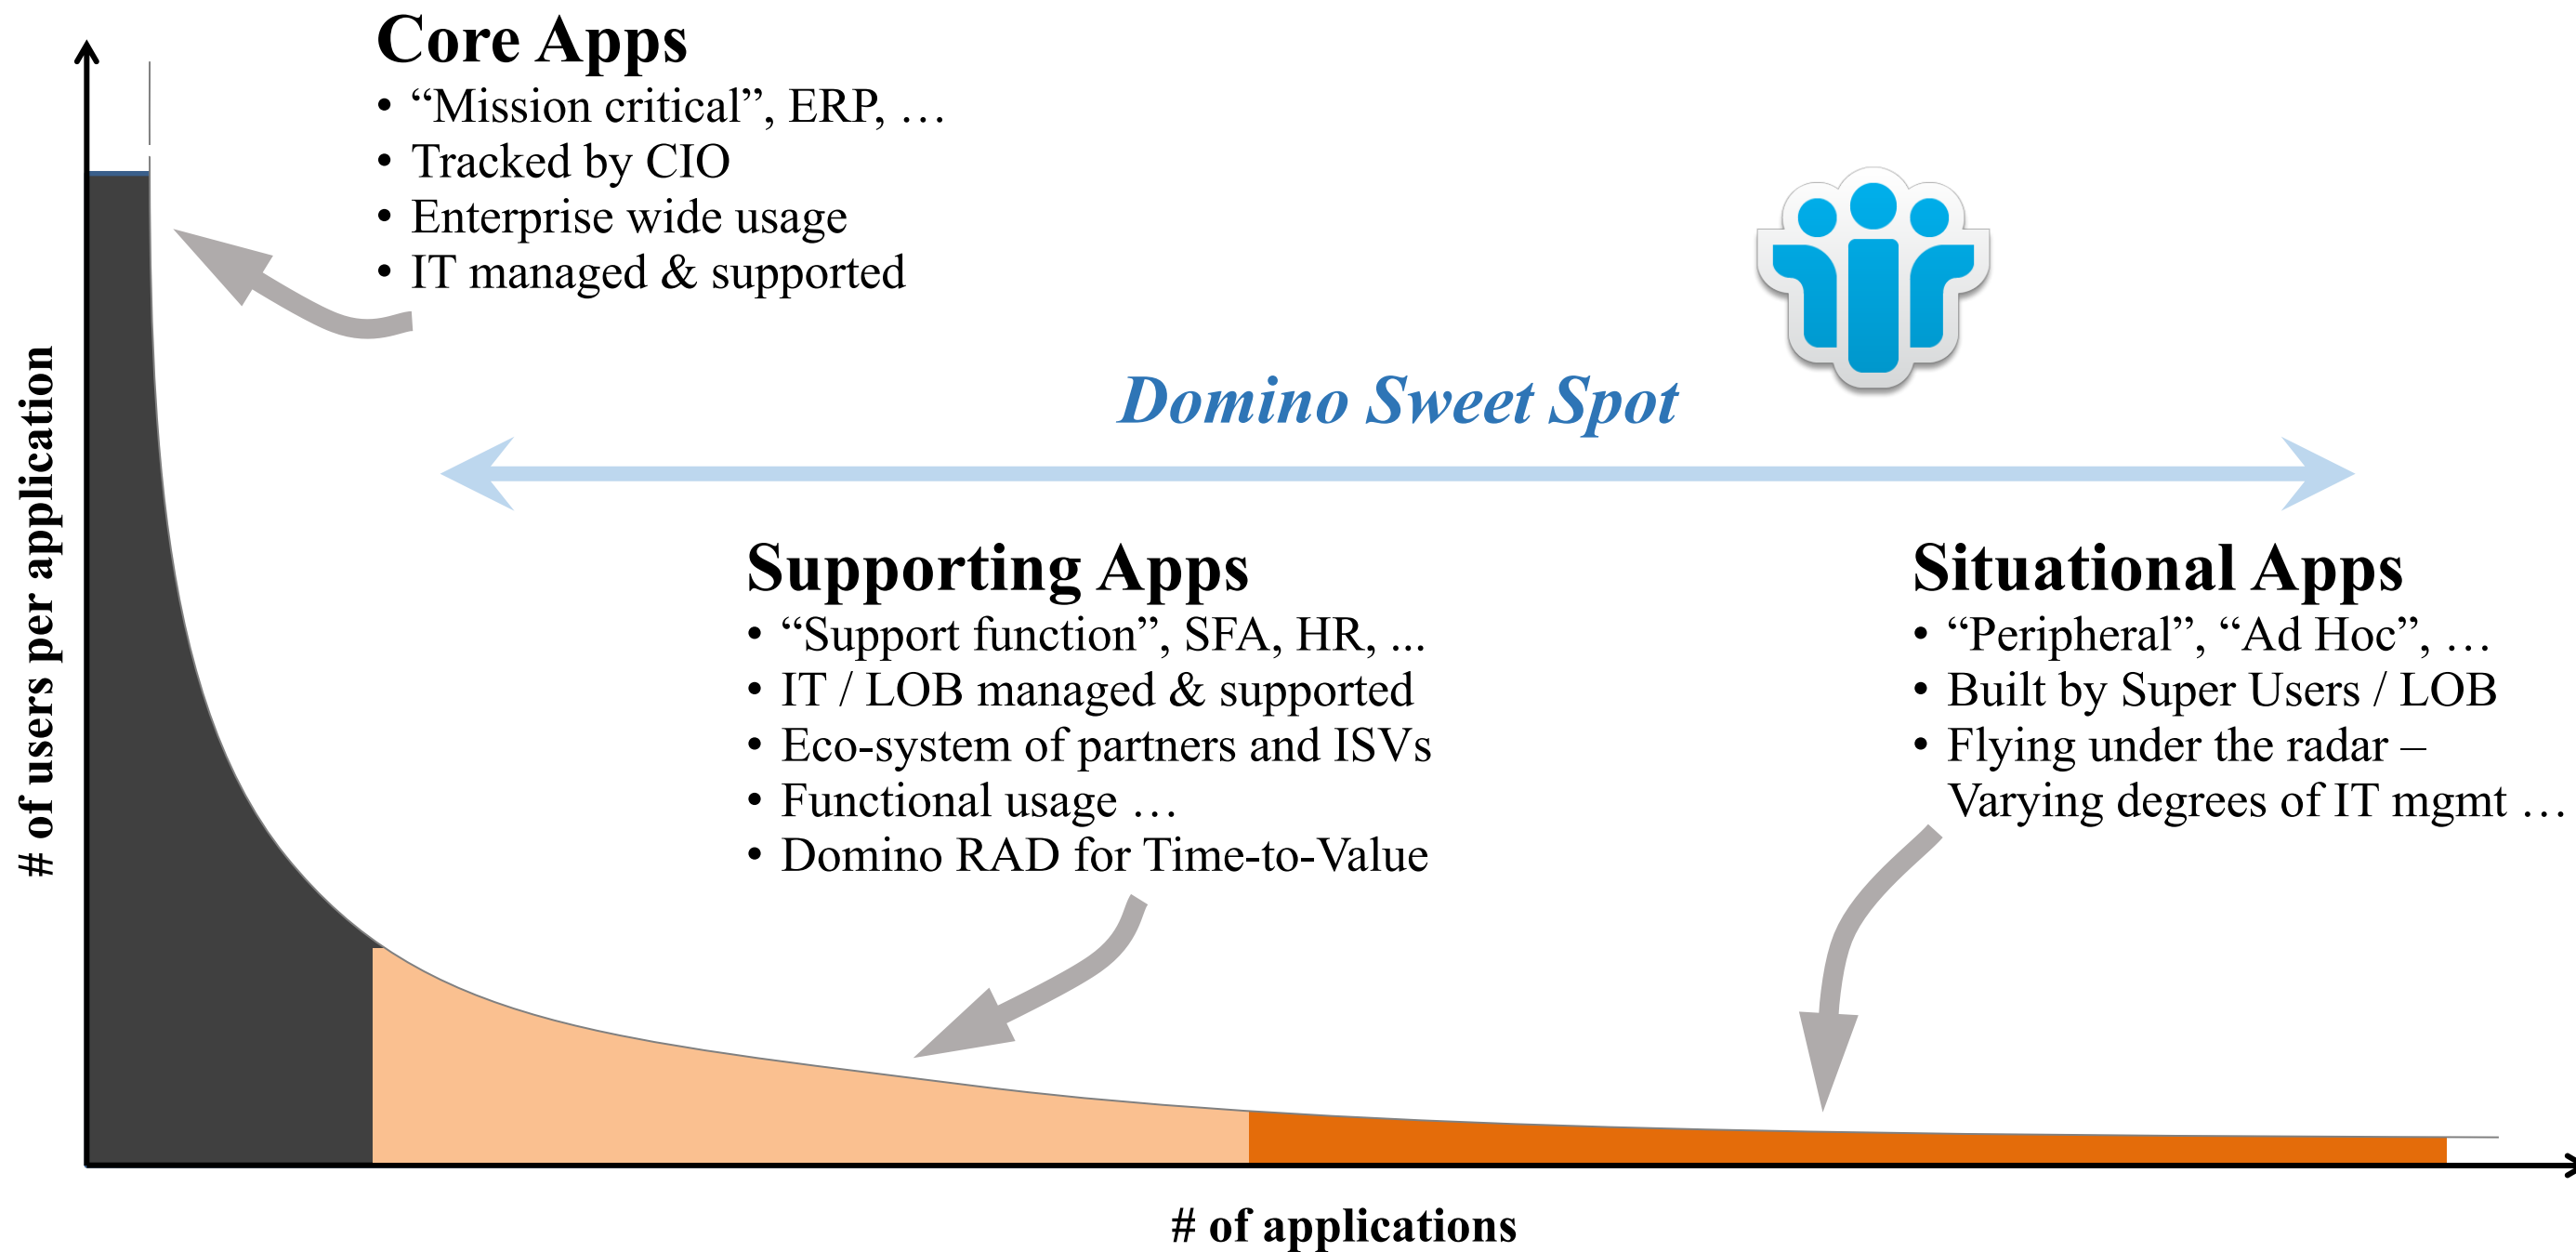 Core Apps
• “Mission critical”, ERP, …
• Tracked by CIO
• Enterprise wide usage
• IT managed & supported
# of users per application
Domino Sweet Spot
Supporting Apps
• “Support function”, SFA, HR, ...
• IT / LOB managed & supported
• Eco-system of partners and ISVs
• Functional usage …
• Domino RAD for Time-to-Value
Situational Apps
• “Peripheral”, “Ad Hoc”, …
• Built by Super Users / LOB
• Flying under the radar –
Varying degrees of IT mgmt …
# of applications